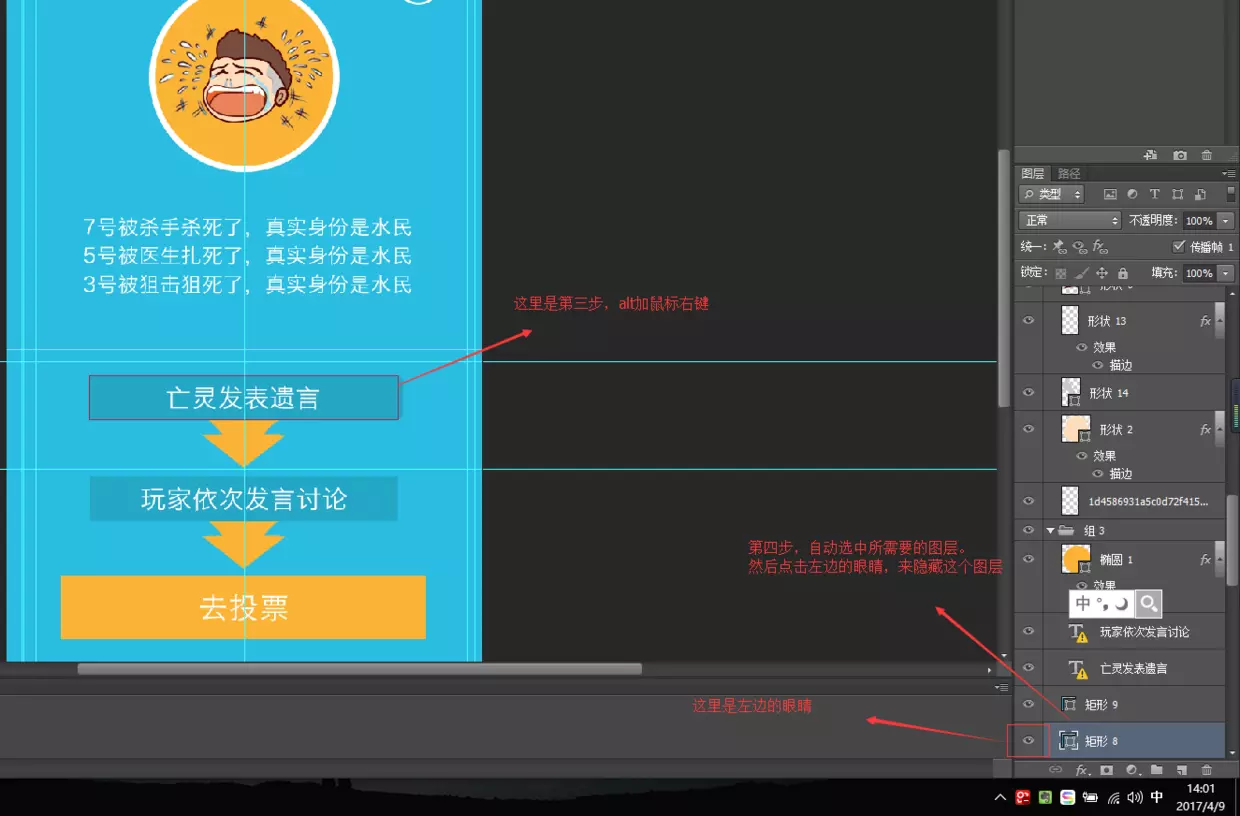 7号被杀手杀死了，真实身份是水民
5号被医生扎死了，真实身份是水民
3号被狙击狙死了，真实身份是水民
这里是第三步，alt加鼠标右键
亡灵发表遗言
玩家依次发言讨论
去投票
第四步，自动选中所需要的图层。
然后点击左边的眼睛，来隐藏这个图层
这里是左边的眼睛
图层 路径
类型
正常 不透明度: 100%
统一: 传播帧 1
锁定: 填充: 100%
形状 13 fx
效果
描边
形状 14
形状 2 fx
效果
描边
1d4586931a5c0d72f415...
组 3
椭圆 1 fx
效果
中
玩家依次发言讨论
亡灵发表遗言
矩形 9
矩形 8
fx
中
14:01
2017/4/9